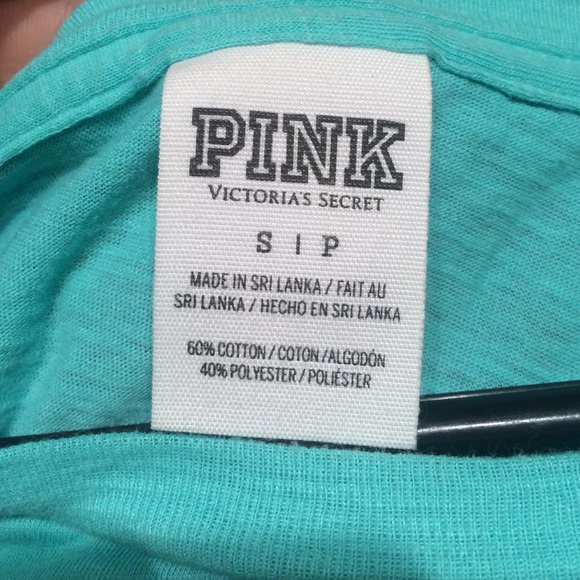 PINK
VICTORIA'S SECRET
S | P
MADE IN SRI LANKA / FAIT AU
SRI LANKA / HECHO EN SRI LANKA
60% COTTON / COTON / ALGODÓN
40% POLYESTER / POLIÉSTER